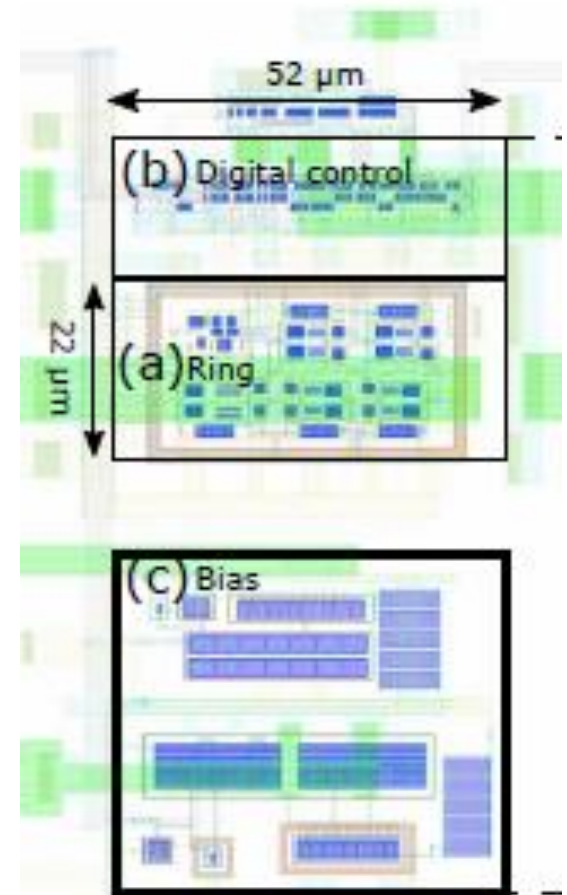 52 µm
(b) Digital control
22 µm
(a) Ring
(c) Bias